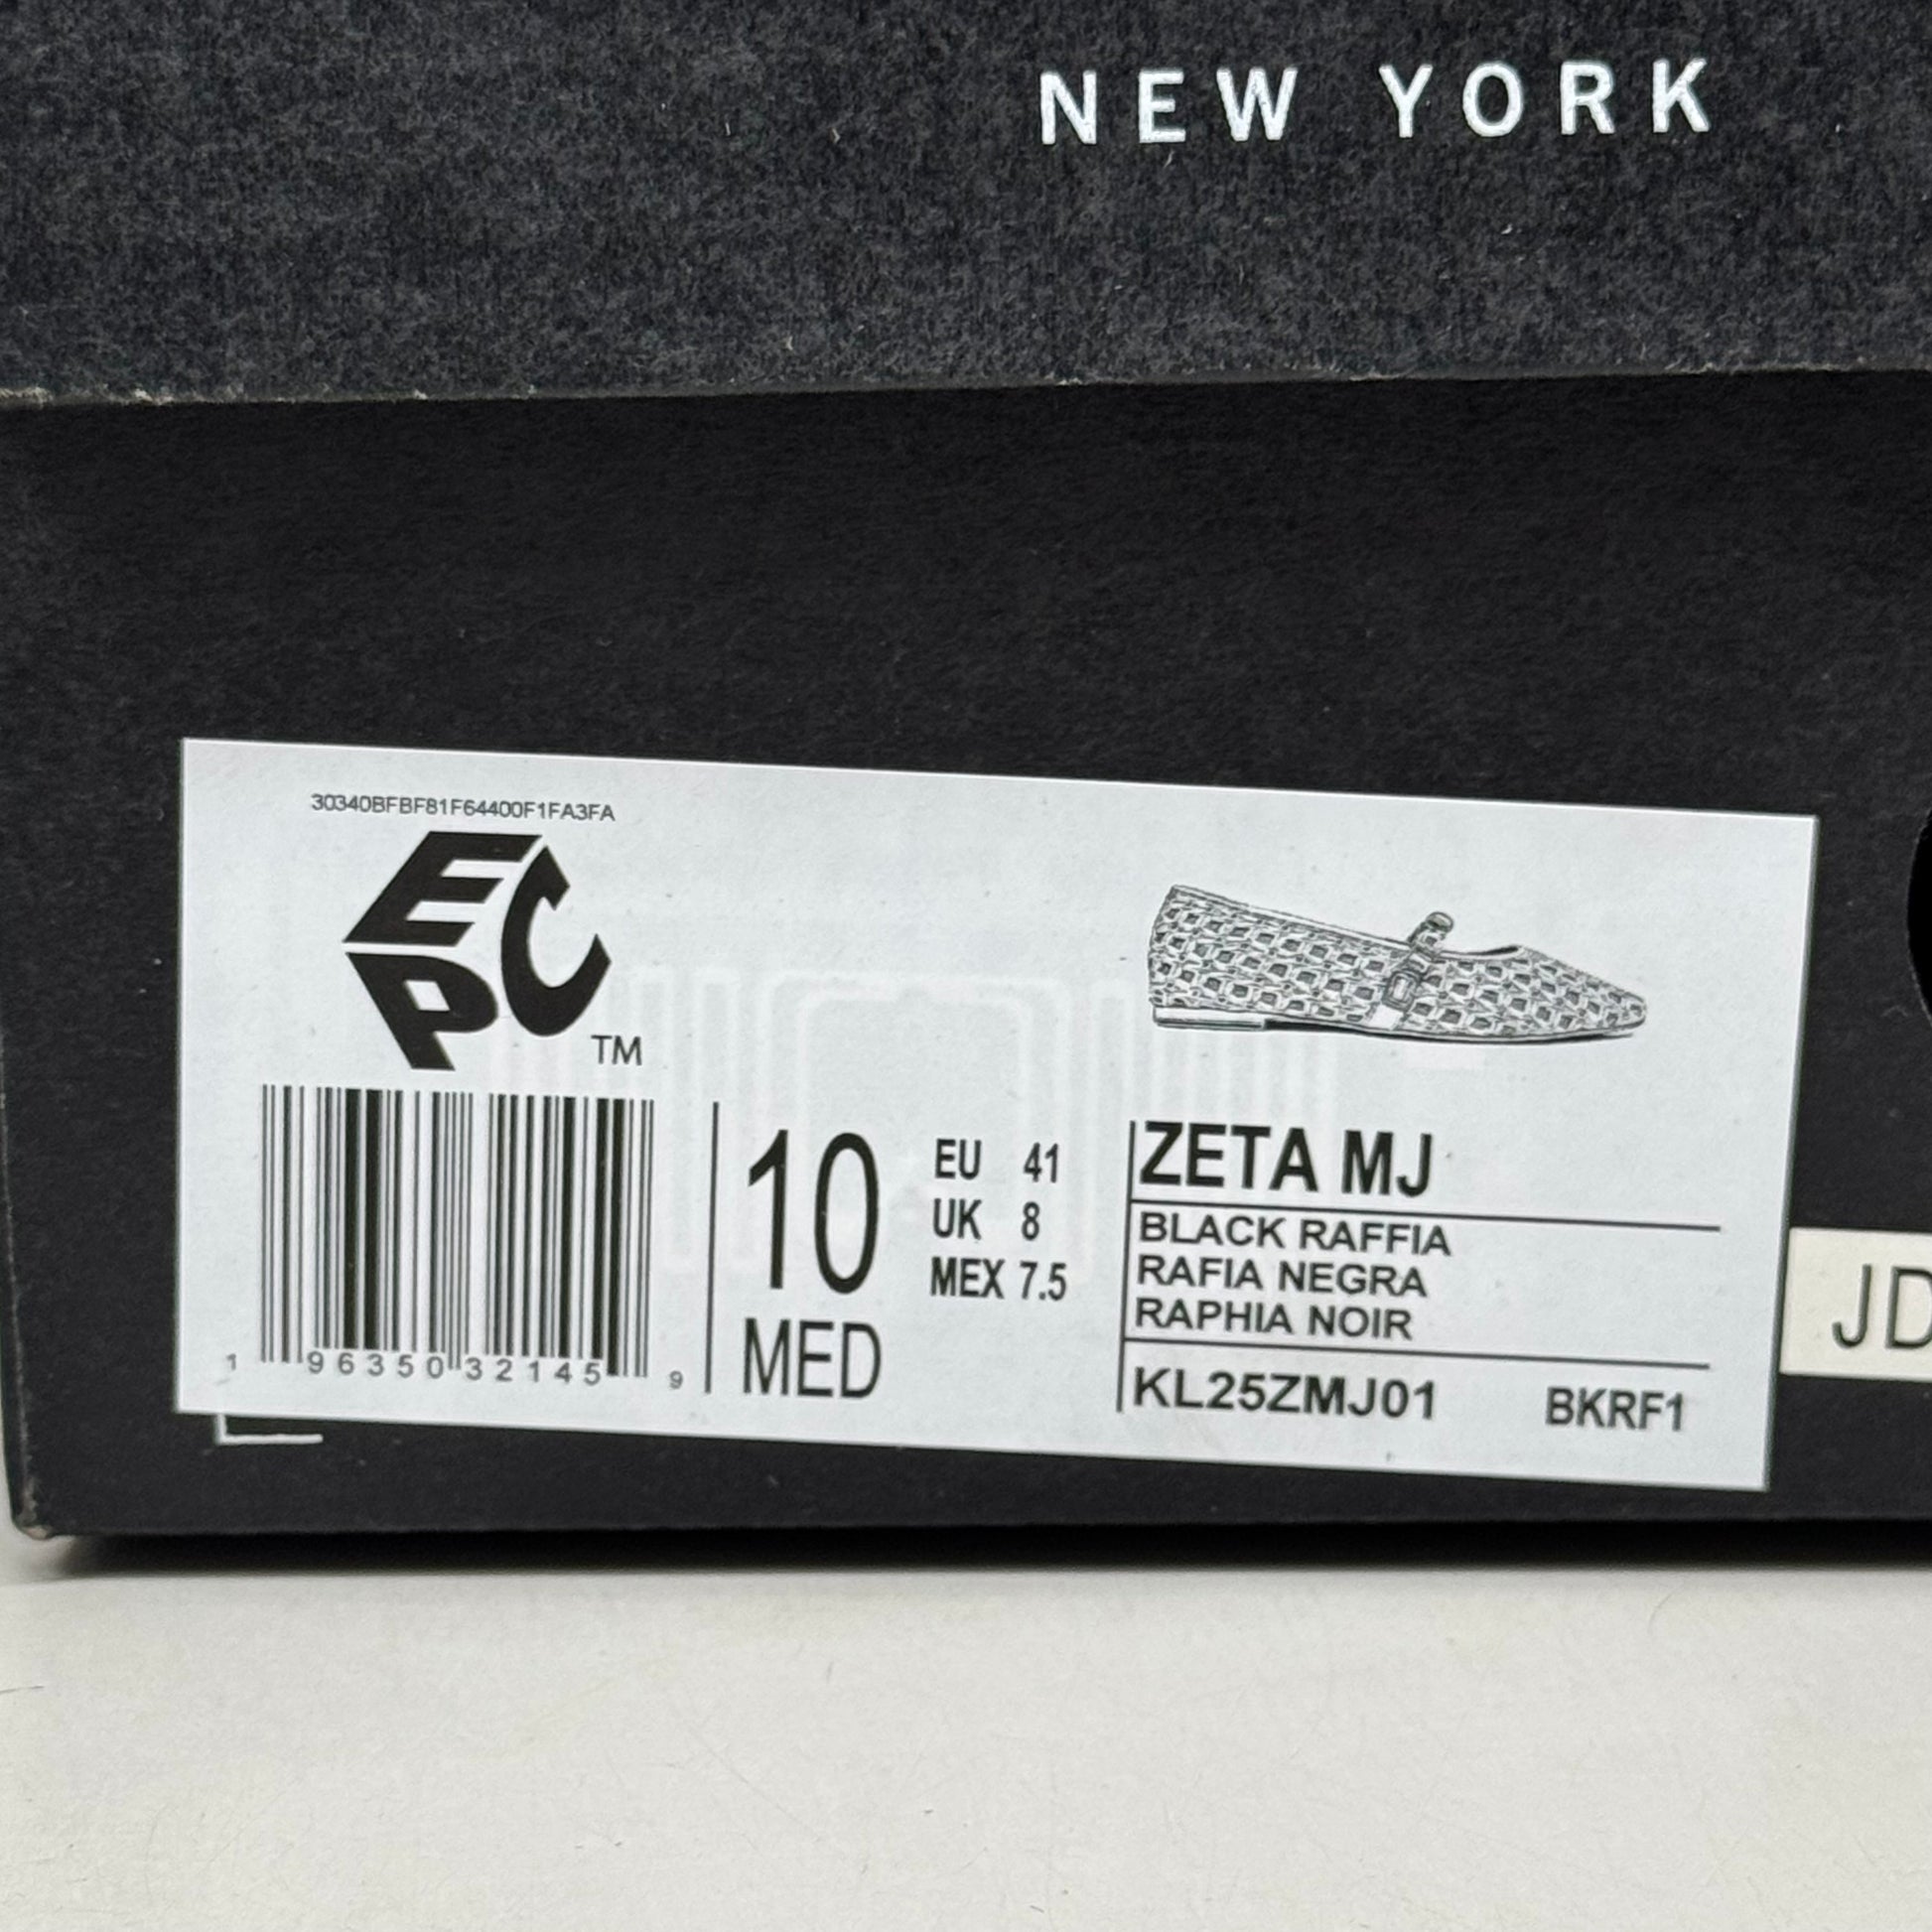 NEW YORK
30340BFBF81F64400F1FA3FA
EPC
TM
1 96350 32145 9
10
MED
EU 41
UK 8
MEX 7.5
ZETA MJ
BLACK RAFFIA
RAFIA NEGRA
RAPHIA NOIR
KL25ZMJ01 BKRF1
JD